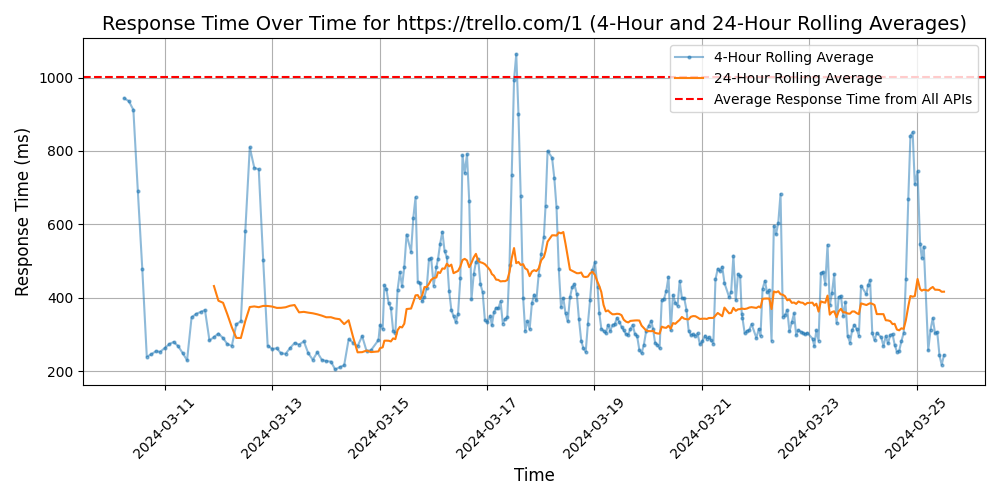 Response Time Over Time for https://trello.com/1 (4-Hour and 24-Hour Rolling Averages)
4-Hour Rolling Average
24-Hour Rolling Average
Average Response Time from All APIs
Response Time (ms)
1000
800
600
400
200
2024-03-11
2024-03-13
2024-03-15
2024-03-17
2024-03-19
2024-03-21
2024-03-23
2024-03-25
Time